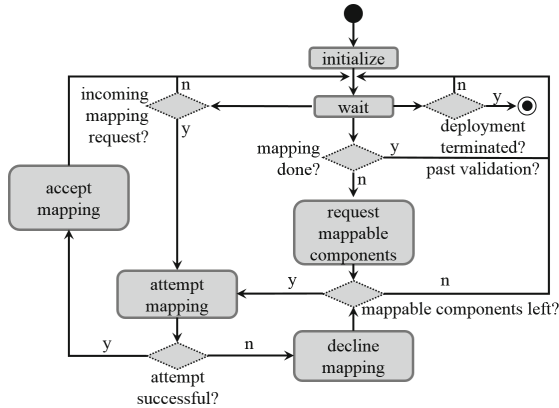 initialize
incoming
mapping
request?
n
wait
n
y
deployment
terminated?
past validation?
y
mapping
done?
y
n
accept
mapping
request
mappable
components
attempt
mapping
y
n
mappable components left?
y
n
decline
mapping
attempt
successful?